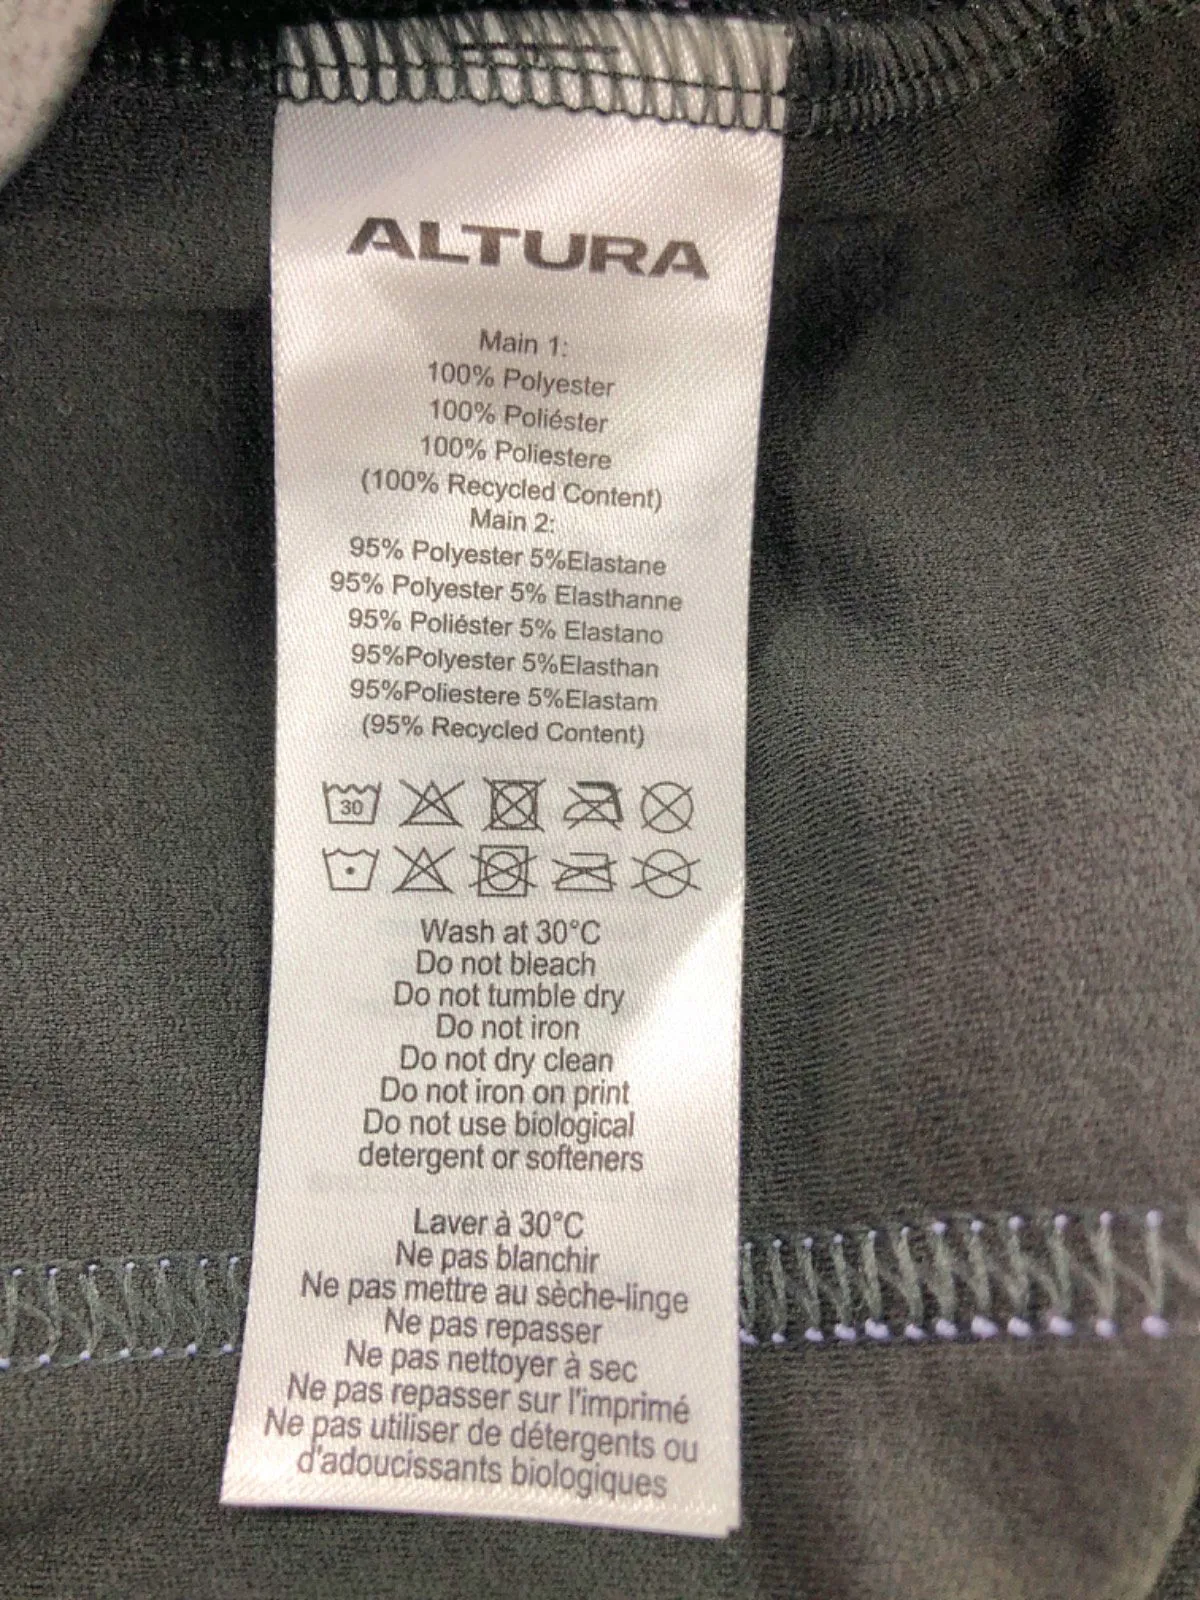 ALTURA
Main 1:
100% Polyester
100% Poliéster
100% Poliestere
(100% Recycled Content)
Main 2:
95% Polyester 5%Elastane
95% Polyester 5% Elasthanne
95% Poliéster 5% Elastano
95%Polyester 5%Elasthan
95%Poliestere 5%Elastam
(95% Recycled Content)
30
Wash at 30°C
Do not bleach
Do not tumble dry
Do not iron
Do not dry clean
Do not iron on print
Do not use biological
detergent or softeners
Laver à 30°C
Ne pas blanchir
Ne pas mettre au sèche-linge
Ne pas repasser
Ne pas nettoyer à sec
Ne pas repasser sur l'imprimé
Ne pas utiliser de détergents ou
d'adoucissants biologiques